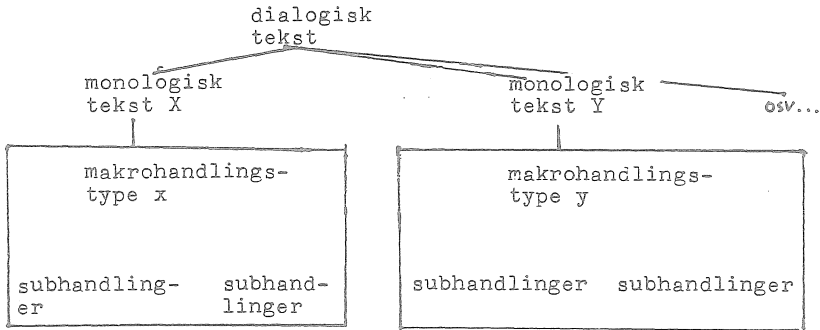 dialogisk
tekst
monologisk
tekst X
monologisk
tekst Y
osv...
makrohandlings-
type x
subhandling-
er
subhand-
linger
makrohandlings-
type y
subhandlinger
subhandlinger